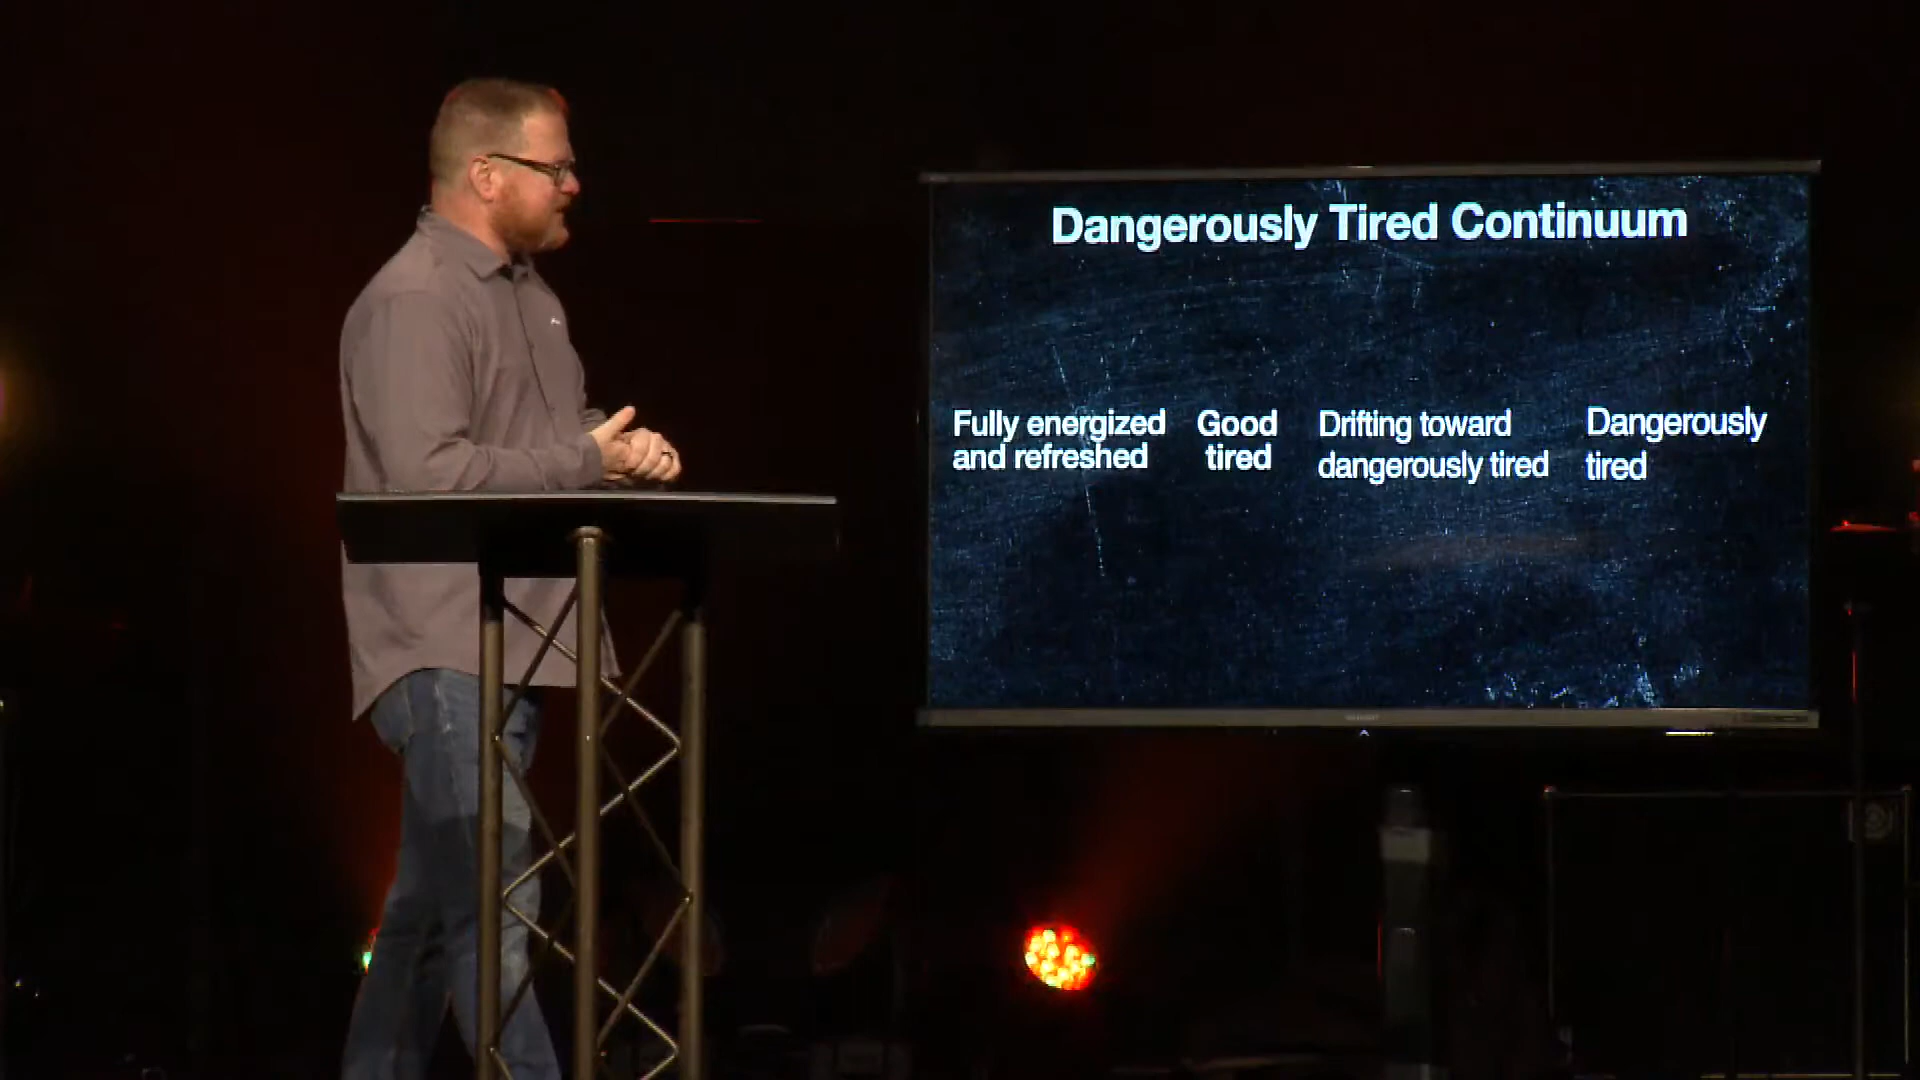 Dangerously Tired Continuum
Fully energized
and refreshed
Good
tired
Drifting toward
dangerously tired
Dangerously
tired